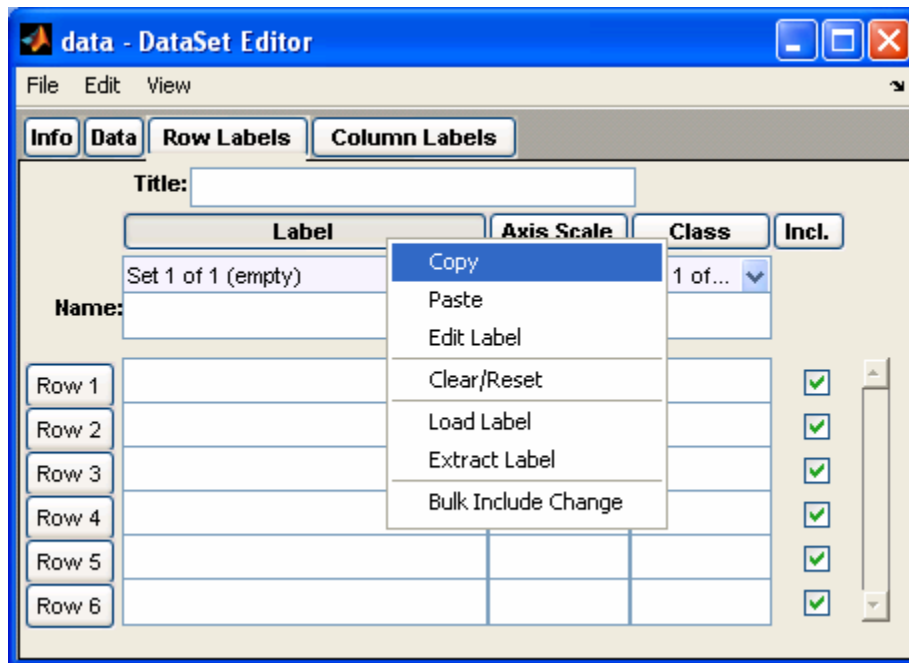 data - DataSet Editor
File Edit View
Info Data Row Labels Column Labels
Title:
Label Axis Scale Class Incl.
Set 1 of 1 (empty) 1 of...
Name:
Copy
Paste
Edit Label
Clear/Reset
Load Label
Extract Label
Bulk Include Change
Row 1
Row 2
Row 3
Row 4
Row 5
Row 6